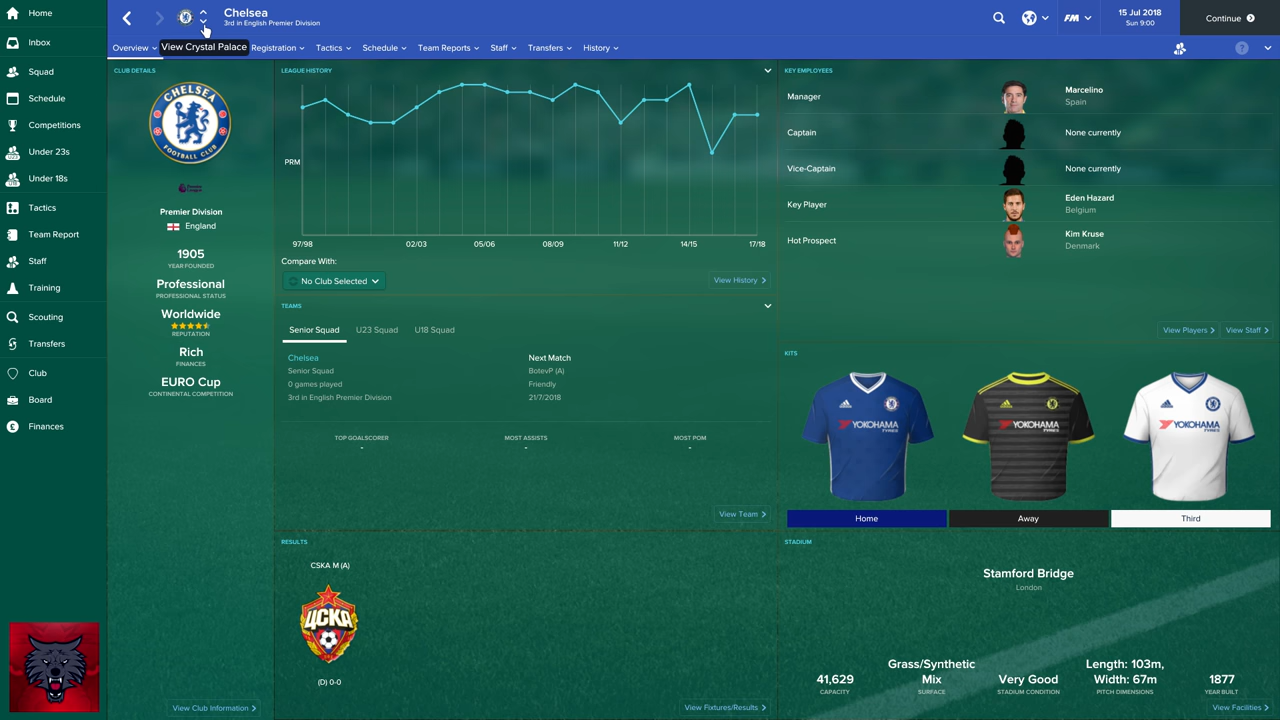 Home
Inbox
Squad
Schedule
Competitions
Under 23s
Under 18s
Tactics
Team Report
Staff
Training
Scouting
Transfers
Club
Board
Finances
Chelsea
3rd in English Premier Division
FM
15 Jul 2018
Sun 9:00
Continue
Overview
View Crystal Palace
Registration
Tactics
Schedule
Team Reports
Staff
Transfers
History
?
CLUB DETAILS
CHELSEA
FOOTBALL CLUB
Premier Division
England
1905
YEAR FOUNDED
Professional
PROFESSIONAL STATUS
Worldwide
REPUTATION
Rich
FINANCES
EURO Cup
CONTINENTAL COMPETITION
View Club Information
LEAGUE HISTORY
PRM
97/98 02/03 05/06 08/09 11/12 14/15 17/18
Compare With:
No Club Selected
View History
TEAMS
Senior Squad U23 Squad U18 Squad
Chelsea
Senior Squad
0 games played
3rd in English Premier Division
Next Match
BotevP (A)
Friendly
21/7/2018
TOP GOALSCORER
-
MOST ASSISTS
-
MOST POM
-
View Team
RESULTS
CSKA M (A)
ЦСКА
(D) 0-0
View Fixtures/Results
KEY EMPLOYEES
Manager
Marcelino
Spain
Captain
None currently
Vice-Captain
None currently
Key Player
Eden Hazard
Belgium
Hot Prospect
Kim Kruse
Denmark
View Players
View Staff
KITS
YOKOHAMA
TYRES
YOKOHAMA
TYRES
YOKOHAMA
TYRES
Home
Away
Third
STADIUM
Stamford Bridge
London
41,629
CAPACITY
Grass/Synthetic
Mix
SURFACE
Very Good
STADIUM CONDITION
Length: 103m,
Width: 67m
PITCH DIMENSIONS
1877
YEAR BUILT
View Facilities